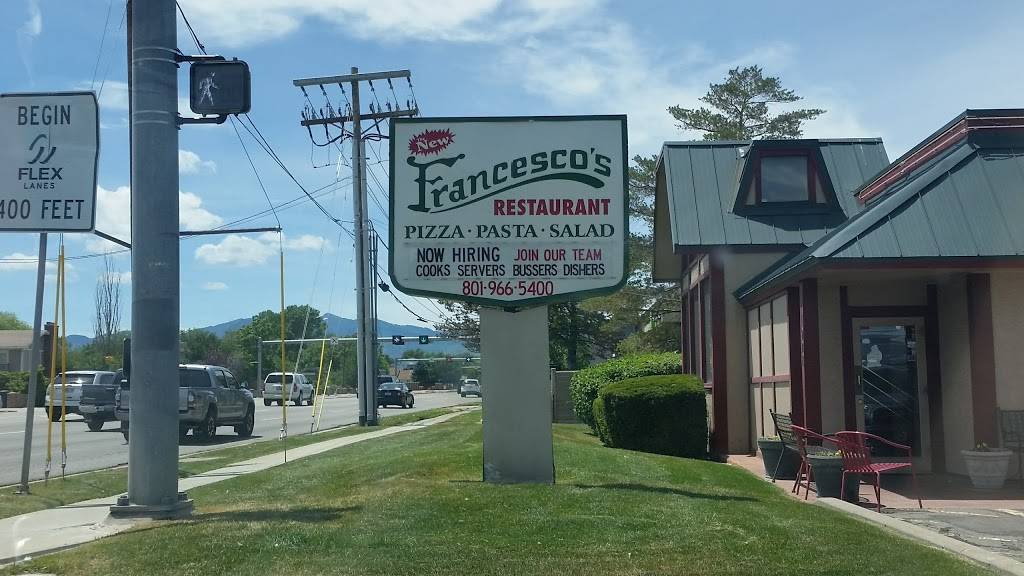 BEGIN
FLEX
LANES
400 FEET
New
Francesco's
RESTAURANT
PIZZA · PASTA · SALAD
NOW HIRING JOIN OUR TEAM
COOKS SERVERS BUSSERS DISHERS
801·966·5400